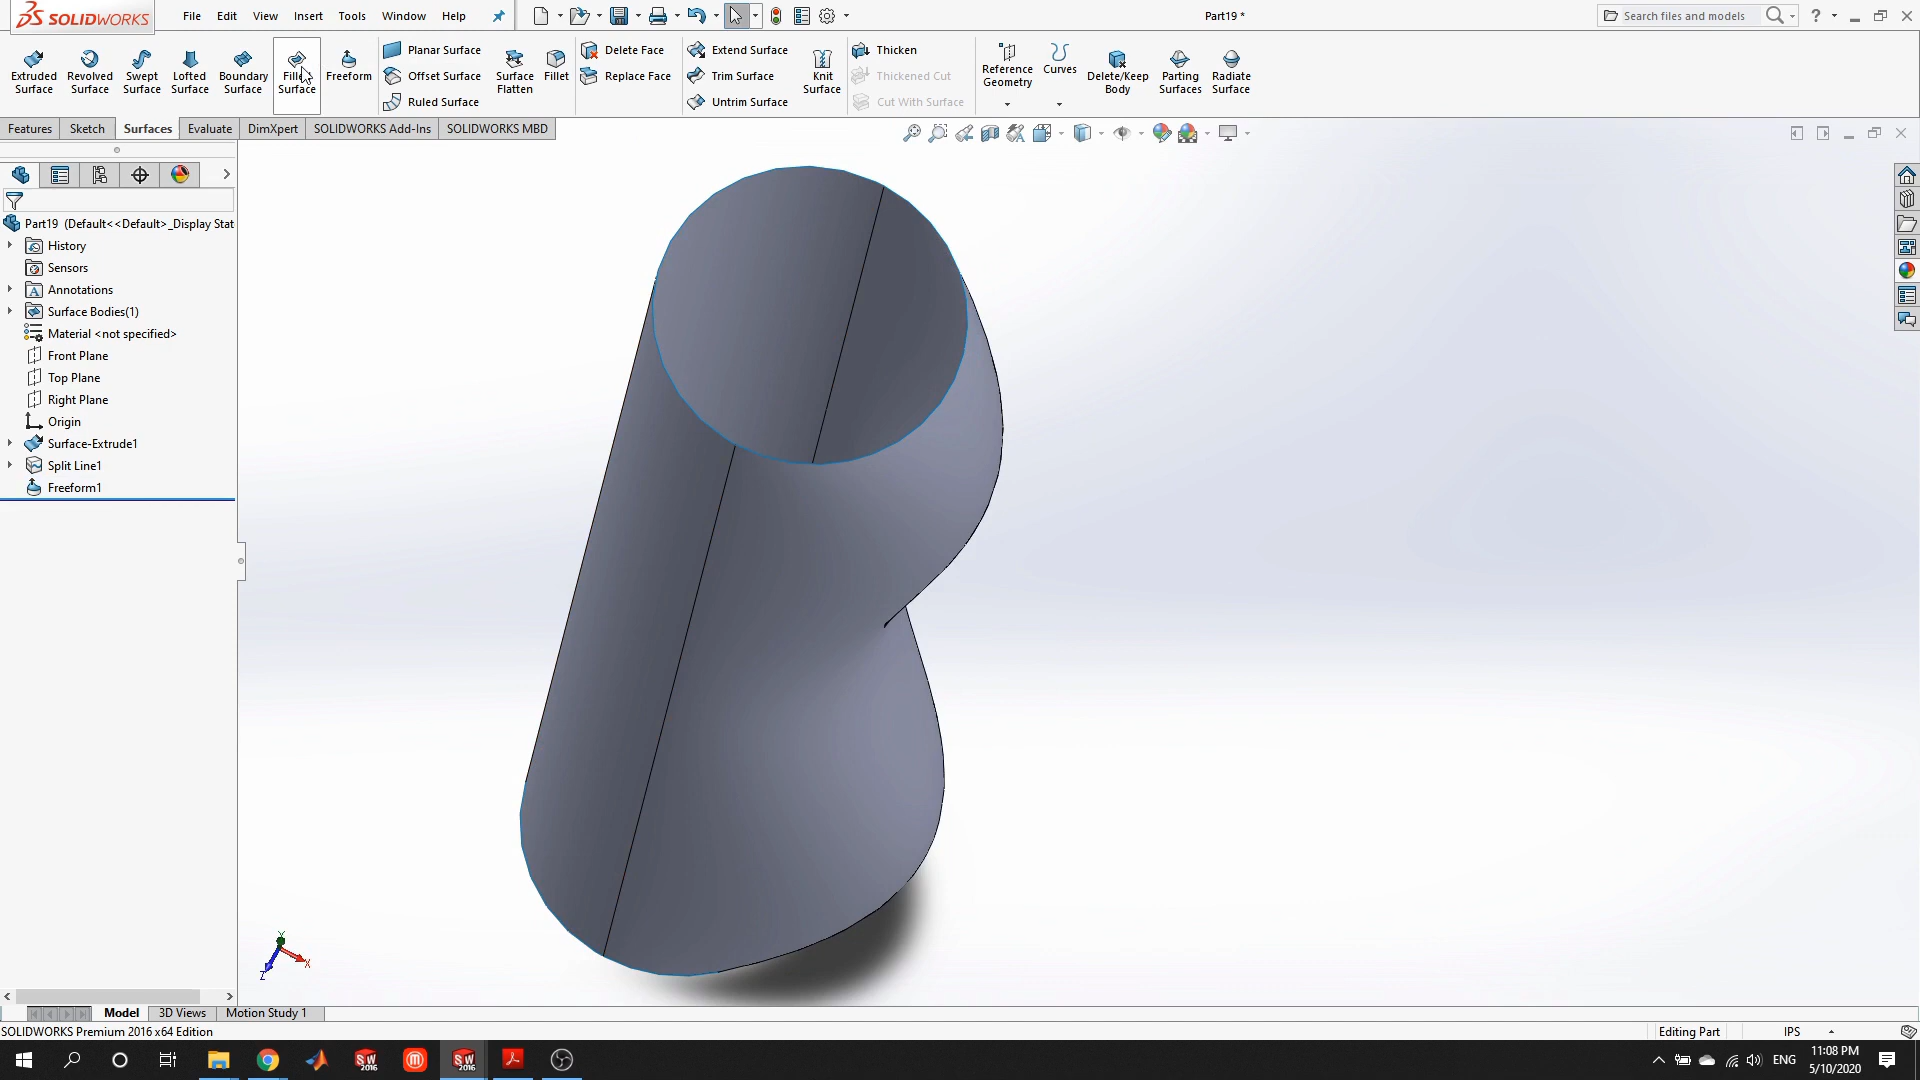 SOLIDWORKS File Edit View Insert Tools Window Help Part19 * Search files and models
Extruded Surface
Revolved Surface
Swept Surface
Lofted Surface
Boundary Surface
Filled Surface
Freeform
Planar Surface
Offset Surface
Ruled Surface
Surface Flatten
Fillet
Delete Face
Replace Face
Extend Surface
Trim Surface
Untrim Surface
Knit Surface
Thicken
Thickened Cut
Cut With Surface
Reference Geometry
Curves
Delete/Keep Body
Parting Surfaces
Radiate Surface
Features Sketch Surfaces Evaluate DimXpert SOLIDWORKS Add-Ins SOLIDWORKS MBD
Part19 (Default<<Default>_Display Stat
History
Sensors
Annotations
Surface Bodies(1)
Material <not specified>
Front Plane
Top Plane
Right Plane
Origin
Surface-Extrude1
Split Line1
Freeform1
Y
X
Z
Model 3D Views Motion Study 1
SOLIDWORKS Premium 2016 x64 Edition Editing Part IPS
SW 2016
SW 2016
ENG
11:08 PM
5/10/2020